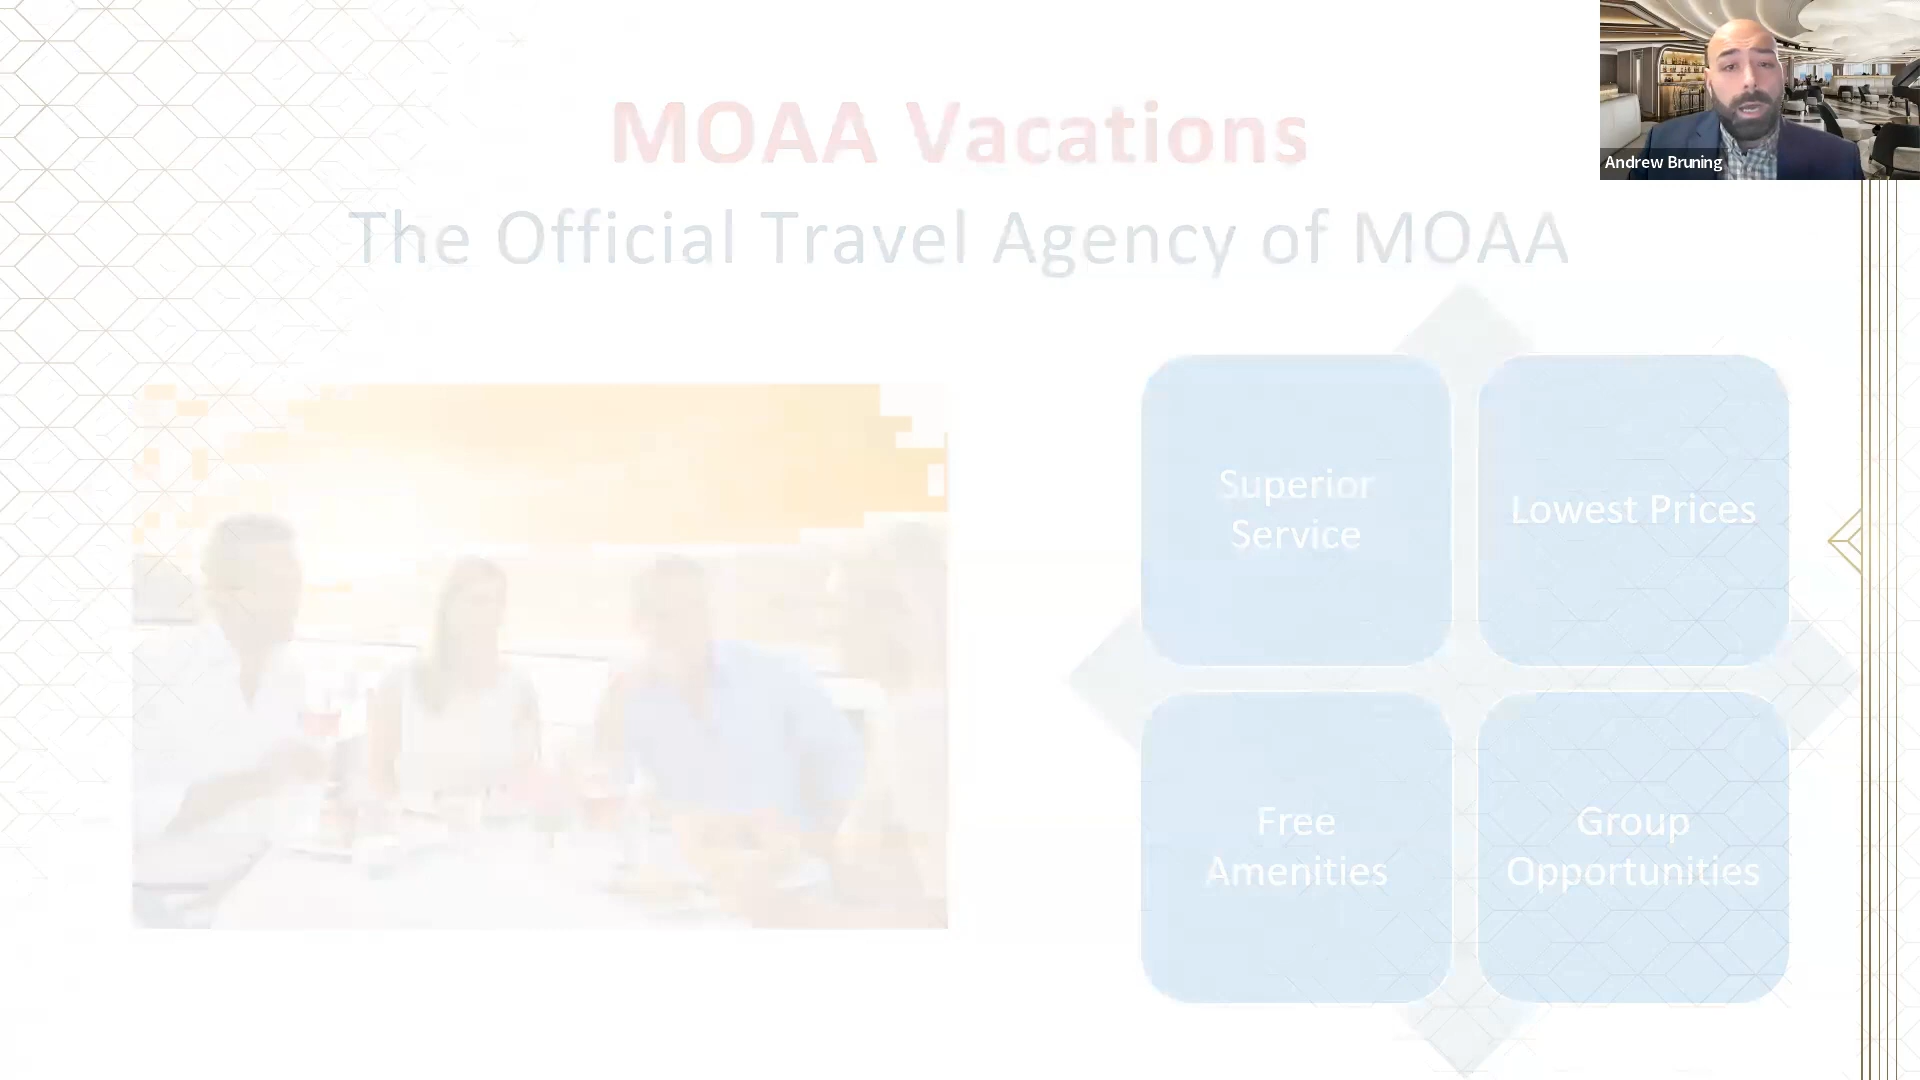 MOAA Vacations
The Official Travel Agency of MOAA
Andrew Bruning
Superior
Service
Lowest Prices
Free
Amenities
Group
Opportunities